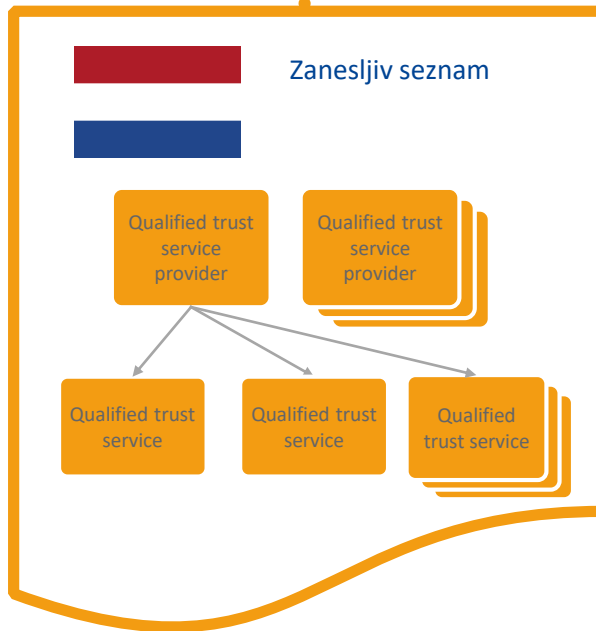 Zanesljiv seznam
Qualified trust
service
provider
Qualified trust
service
provider
Qualified trust
service
Qualified trust
service
Qualified
trust service